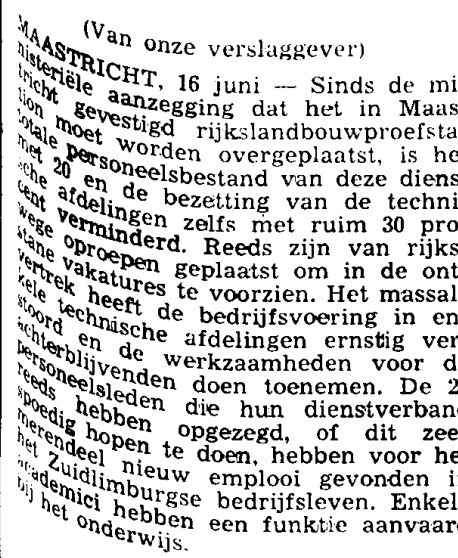 (Van onze verslaggever)
MAASTRICHT, 16 juni — Sinds de mi
nisteriële aanzegging dat het in Maas
tricht gevestigd rijkslandbouwproefsta
tion moet worden overgeplaatst, is he
totale personeelsbestand van deze diens
met 20 en de bezetting van de techni
sche afdelingen zelfs met ruim 30 pro
cent verminderd. Reeds zijn van rijks
wege oproepen geplaatst om in de ont
stane vakatures te voorzien. Het massal
vertrek heeft de bedrijfsvoering in en
kele technische afdelingen ernstig ver
stoord en de werkzaamheden voor d
achterblijvenden doen toenemen. De 2
personeelsleden die hun dienstverban
reeds hebben opgezegd, of dit zee
spoedig hopen te doen, hebben voor he
merendeel nieuw emplooi gevonden i
het Zuidlimburgse bedrijfsleven. Enkel
academici hebben een funktie aanvaar
bij het onderwijs.